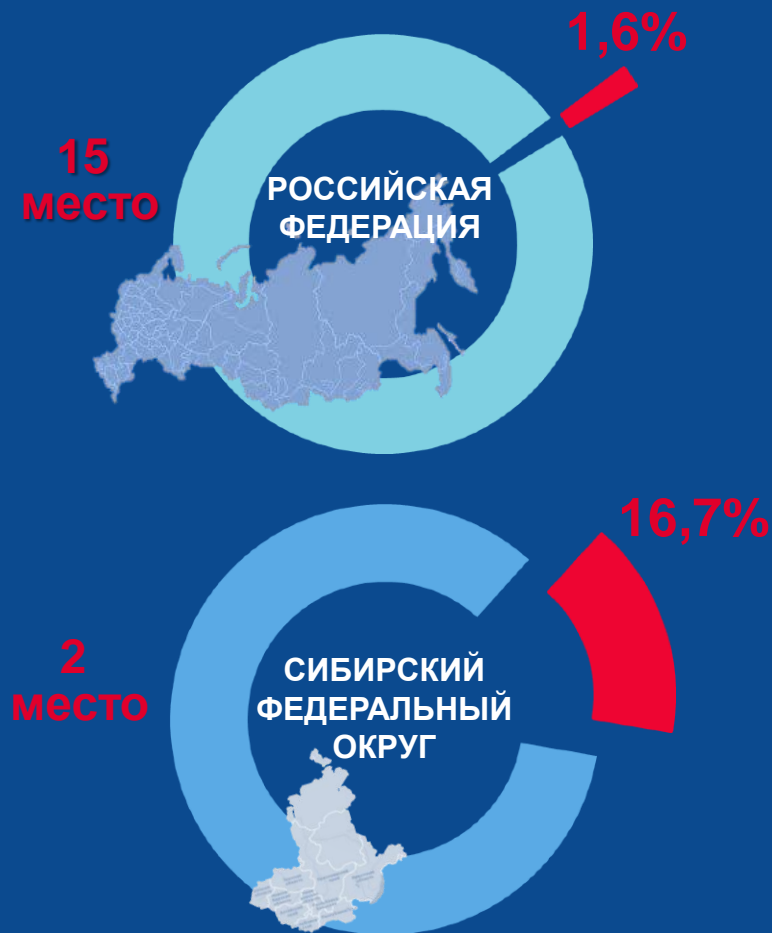 1,6%
15
место
РОССИЙСКАЯ
ФЕДЕРАЦИЯ
16,7%
2
место
СИБИРСКИЙ
ФЕДЕРАЛЬНЫЙ
ОКРУГ